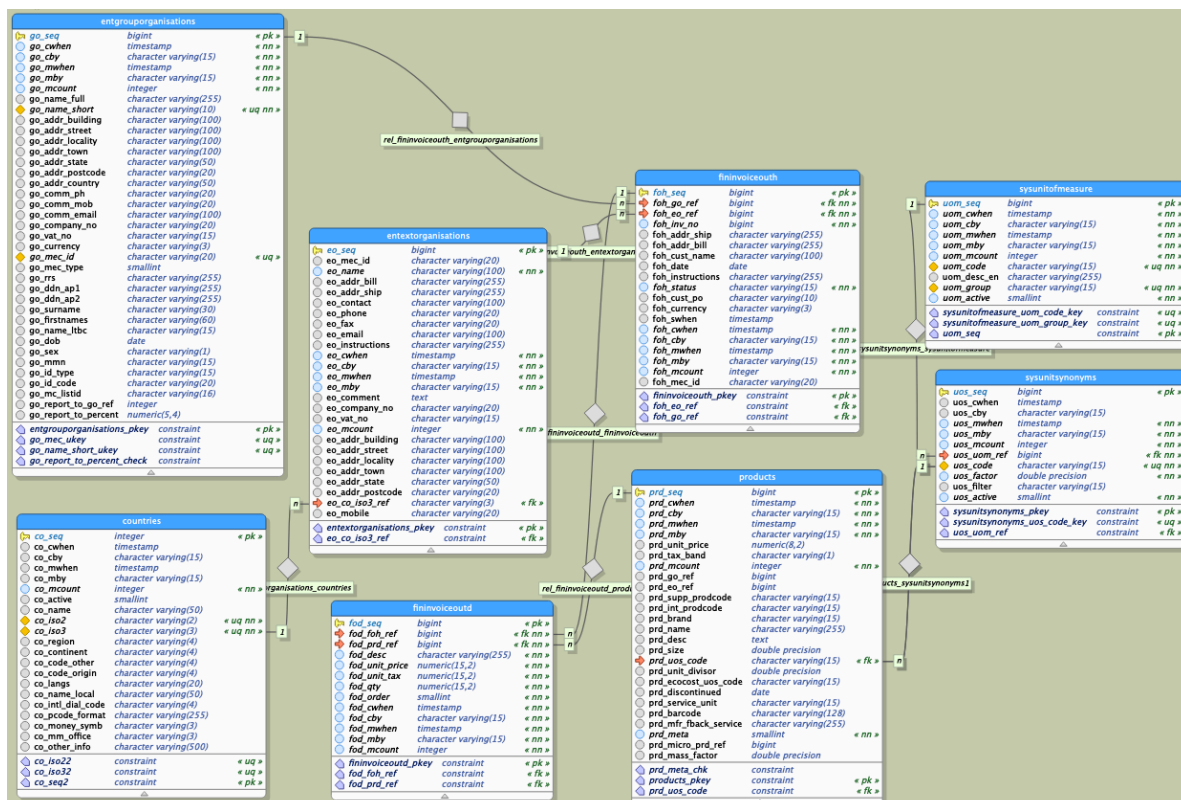 entgrouporganisations
go_seq bigint « pk »
go_cwhen timestamp « nn »
go_cby character varying(15) « nn »
go_mwhen timestamp « nn »
go_mby character varying(15) « nn »
go_mcount integer « nn »
go_name_full character varying(255)
go_name_short character varying(10) « uq nn »
go_addr_building character varying(100)
go_addr_street character varying(100)
go_addr_locality character varying(100)
go_addr_town character varying(100)
go_addr_state character varying(50)
go_addr_postcode character varying(20)
go_addr_country character varying(50)
go_comm_ph character varying(20)
go_comm_mob character varying(20)
go_comm_email character varying(100)
go_company_no character varying(20)
go_vat_no character varying(15)
go_currency character varying(3)
go_mec_id character varying(20) « uq »
go_mec_type smallint
go_rrs character varying(255)
go_ddn_ap1 character varying(255)
go_ddn_ap2 character varying(255)
go_surname character varying(30)
go_firstnames character varying(60)
go_name_ltbc character varying(15)
go_dob date
go_sex character varying(1)
go_mmn character varying(15)
go_id_type character varying(15)
go_id_code character varying(20)
go_mc_listid character varying(16)
go_report_to_go_ref integer
go_report_to_percent numeric(5,4)
entgrouporganisations_pkey constraint « pk »
go_mec_ukey constraint « uq »
go_name_short_ukey constraint « uq »
go_report_to_percent_check constraint
1
rel_fininvoiceouth_entgrouporganisations
fininvoiceouth
1
foh_seq bigint « pk »
n
foh_go_ref bigint « fk nn »
n
foh_eo_ref bigint « fk nn »
foh_inv_no bigint « nn »
foh_addr_ship character varying(255)
foh_addr_bill character varying(255)
foh_cust_name character varying(100)
foh_date date
foh_instructions character varying(255)
foh_status character varying(15) « nn »
foh_cust_po character varying(10)
foh_currency character varying(3)
foh_swhen timestamp
foh_cwhen timestamp « nn »
foh_cby character varying(15) « nn »
foh_mwhen timestamp « nn »
foh_mby character varying(15) « nn »
foh_mcount integer « nn »
foh_mec_id character varying(20)
fininvoiceouth_pkey constraint « pk »
foh_eo_ref constraint « fk »
foh_go_ref constraint « fk »
sysunitofmeasure
1
uom_seq bigint « pk »
uom_cwhen timestamp « nn »
uom_cby character varying(15) « nn »
uom_mwhen timestamp « nn »
uom_mby character varying(15) « nn »
uom_mcount integer « nn »
uom_code character varying(15) « uq nn »
uom_desc_en character varying(255)
uom_group character varying(15) « uq nn »
uom_active smallint « nn »
sysunitofmeasure_uom_code_key constraint « uq »
sysunitofmeasure_uom_group_key constraint « uq »
uom_seq constraint « pk »
entextorganisations
eo_seq bigint « pk »
1
outh_entextorgan
eo_mec_id character varying(20)
eo_name character varying(100) « nn »
eo_addr_bill character varying(255)
eo_addr_ship character varying(255)
eo_contact character varying(100)
eo_phone character varying(20)
eo_fax character varying(20)
eo_email character varying(100)
eo_instructions character varying(255)
eo_cwhen timestamp « nn »
eo_cby character varying(15) « nn »
eo_mwhen timestamp « nn »
eo_mby character varying(15) « nn »
eo_comment text
eo_company_no character varying(20)
eo_vat_no character varying(15)
eo_mcount integer « nn »
eo_addr_building character varying(100)
eo_addr_street character varying(100)
eo_addr_locality character varying(100)
eo_addr_town character varying(100)
eo_addr_state character varying(50)
eo_addr_postcode character varying(20)
n
eo_co_iso3_ref character varying(3) « fk »
eo_mobile character varying(20)
entextorganisations_pkey constraint « pk »
eo_co_iso3_ref constraint « fk »
fininvoiceoutd_fininvoiceouth
sysunitsynonyms
uos_seq bigint « pk »
uos_cwhen timestamp
uos_cby character varying(15)
uos_mwhen timestamp « nn »
uos_mby character varying(15) « nn »
uos_mcount integer « nn »
n
uos_uom_ref bigint « fk nn »
1
uos_code character varying(15) « uq nn »
uos_factor double precision « nn »
uos_filter character varying(15)
uos_active smallint « nn »
sysunitsynonyms_pkey constraint « pk »
sysunitsynonyms_uos_code_key constraint « uq »
uos_uom_ref constraint « fk »
countries
co_seq integer « pk »
co_cwhen timestamp
co_cby character varying(15)
co_mwhen timestamp
co_mby character varying(15)
co_mcount integer « nn »
co_active smallint
co_name character varying(50)
co_iso2 character varying(2) « uq nn »
co_iso3 character varying(3) « uq nn »
1
co_region character varying(4)
co_continent character varying(4)
co_code_other character varying(4)
co_code_origin character varying(4)
co_langs character varying(20)
co_name_local character varying(50)
co_intl_dial_code character varying(4)
co_pcode_format character varying(255)
co_money_symb character varying(3)
co_mm_office character varying(3)
co_other_info character varying(500)
co_iso22 constraint « uq »
co_iso32 constraint « uq »
co_seq2 constraint « pk »
organisations_countries
fininvoiceoutd
fod_seq bigint « pk »
fod_foh_ref bigint « fk nn »
n
fod_prd_ref bigint « fk nn »
n
fod_desc character varying(255) « nn »
fod_unit_price numeric(15,2) « nn »
fod_unit_tax numeric(15,2) « nn »
fod_qty numeric(15,2) « nn »
fod_order smallint « nn »
fod_cwhen timestamp « nn »
fod_cby character varying(15) « nn »
fod_mwhen timestamp « nn »
fod_mby character varying(15) « nn »
fod_mcount integer « nn »
fininvoiceoutd_pkey constraint « pk »
fod_foh_ref constraint « fk »
fod_prd_ref constraint « fk »
rel_fininvoiceoutd_prod
products
1
prd_seq bigint « pk »
prd_cwhen timestamp « nn »
prd_cby character varying(15) « nn »
prd_mwhen timestamp « nn »
prd_mby character varying(15) « nn »
prd_unit_price numeric(8,2)
prd_tax_band character varying(1)
prd_mcount integer « nn »
prd_go_ref bigint
prd_eo_ref bigint
prd_supp_prodcode character varying(15)
prd_int_prodcode character varying(15)
prd_brand character varying(15)
prd_name character varying(255)
prd_desc text
prd_size double precision
prd_uos_code character varying(15) « fk »
n
prd_unit_divisor double precision
prd_ecocost_uos_code character varying(15)
prd_discontinued date
prd_service_unit character varying(15)
prd_barcode character varying(128)
prd_mfr_fback_service character varying(255)
prd_meta smallint « nn »
prd_micro_prd_ref bigint
prd_mass_factor double precision
prd_meta_chk constraint
products_pkey constraint « pk »
prd_uos_code constraint « fk »
ucts_sysunitsynonyms1